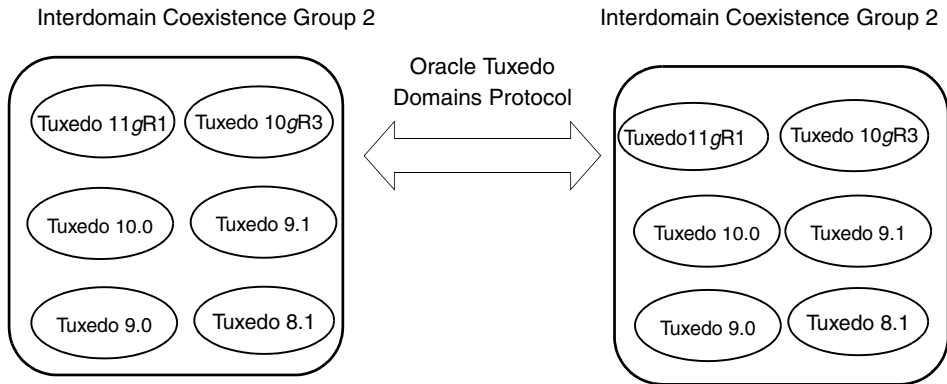 Interdomain Coexistence Group 2
Interdomain Coexistence Group 2
Oracle Tuxedo
Domains Protocol
Tuxedo 11gR1
Tuxedo 10gR3
Tuxedo 10.0
Tuxedo 9.1
Tuxedo 9.0
Tuxedo 8.1
Tuxedo11gR1
Tuxedo 10gR3
Tuxedo 10.0
Tuxedo 9.1
Tuxedo 9.0
Tuxedo 8.1